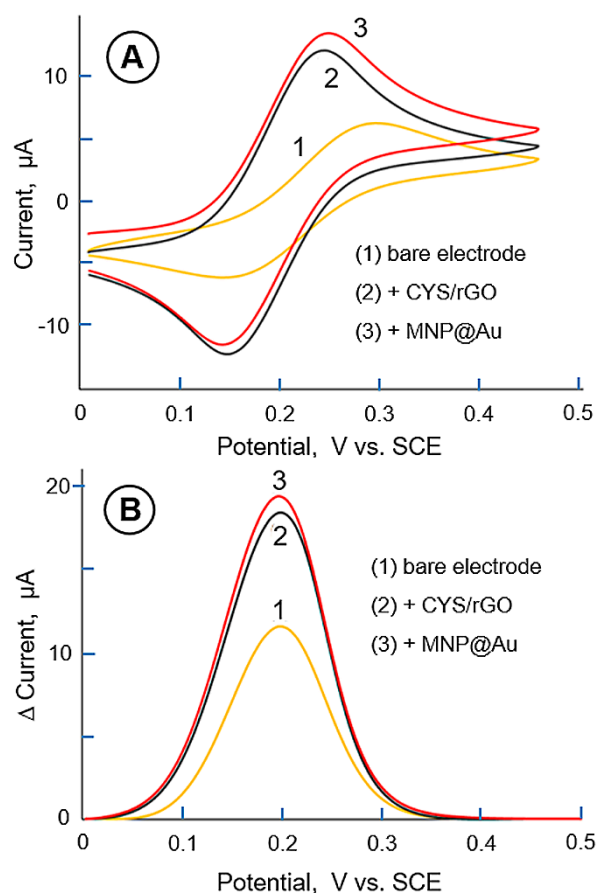 A
3
2
1
10
0
-10
Current, µA
(1) bare electrode
(2) + CYS/rGO
(3) + MNP@Au
0 0.1 0.2 0.3 0.4 0.5
Potential, V vs. SCE
B
3
2
1
20
10
0
Δ Current, µA
(1) bare electrode
(2) + CYS/rGO
(3) + MNP@Au
0 0.1 0.2 0.3 0.4 0.5
Potential, V vs. SCE